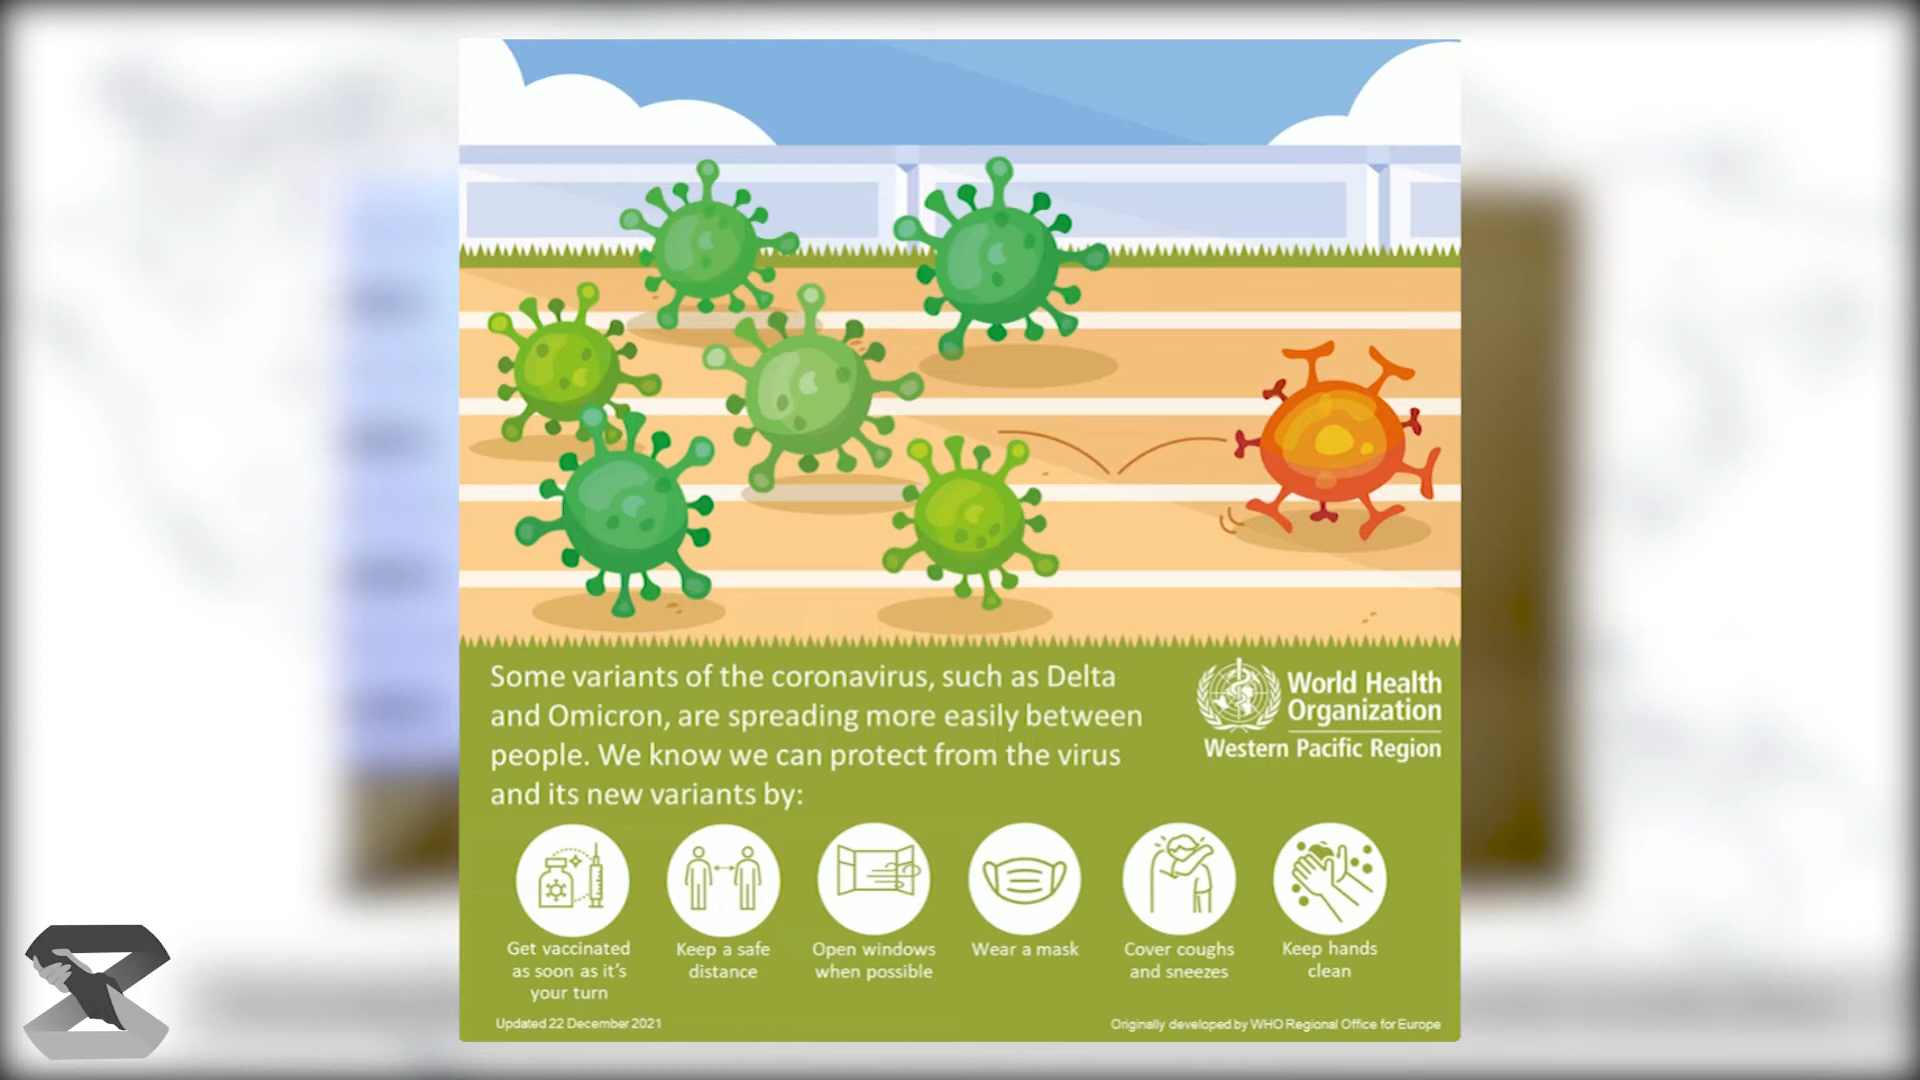 Some variants of the coronavirus, such as Delta
and Omicron, are spreading more easily between
people. We know we can protect from the virus
and its new variants by:
World Health
Organization
Western Pacific Region
Get vaccinated
as soon as it's
your turn
Keep a safe
distance
Open windows
when possible
Wear a mask
Cover coughs
and sneezes
Keep hands
clean
Updated 22 December 2021
Originally developed by WHO Regional Office for Europe